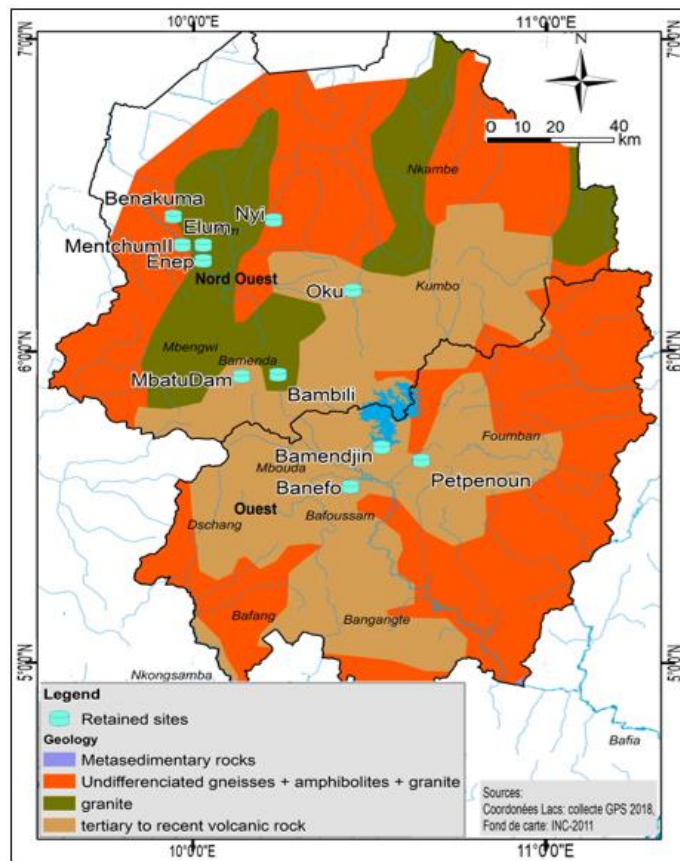 10°0'0"E 11°0'0"E
7°0'0"N 7°0'0"N
N
0 10 20 40
km
Nkambe
Benakuma
Nyi
Elum
MentchumII
Enep
Nord Ouest
Oku
Kumbo
6°0'0"N 6°0'0"N
Mbengwi
Bamenda
MbatuDam
Bambili
Foumban
Bamendjin
Mbouda
Petpenoun
Banefo
Ouest
Bafoussam
Dschang
Bafang
Bangangte
5°0'0"N 5°0'0"N
Nkongsamba
Bafia
Legend
Retained sites
Geology
Metasedimentary rocks
Undifferenciated gneisses + amphibolites + granite
granite
tertiary to recent volcanic rock
Sources:
Coordonées Lacs: collecte GPS 2018,
Fond de carte: INC-2011
10°0'0"E 11°0'0"E